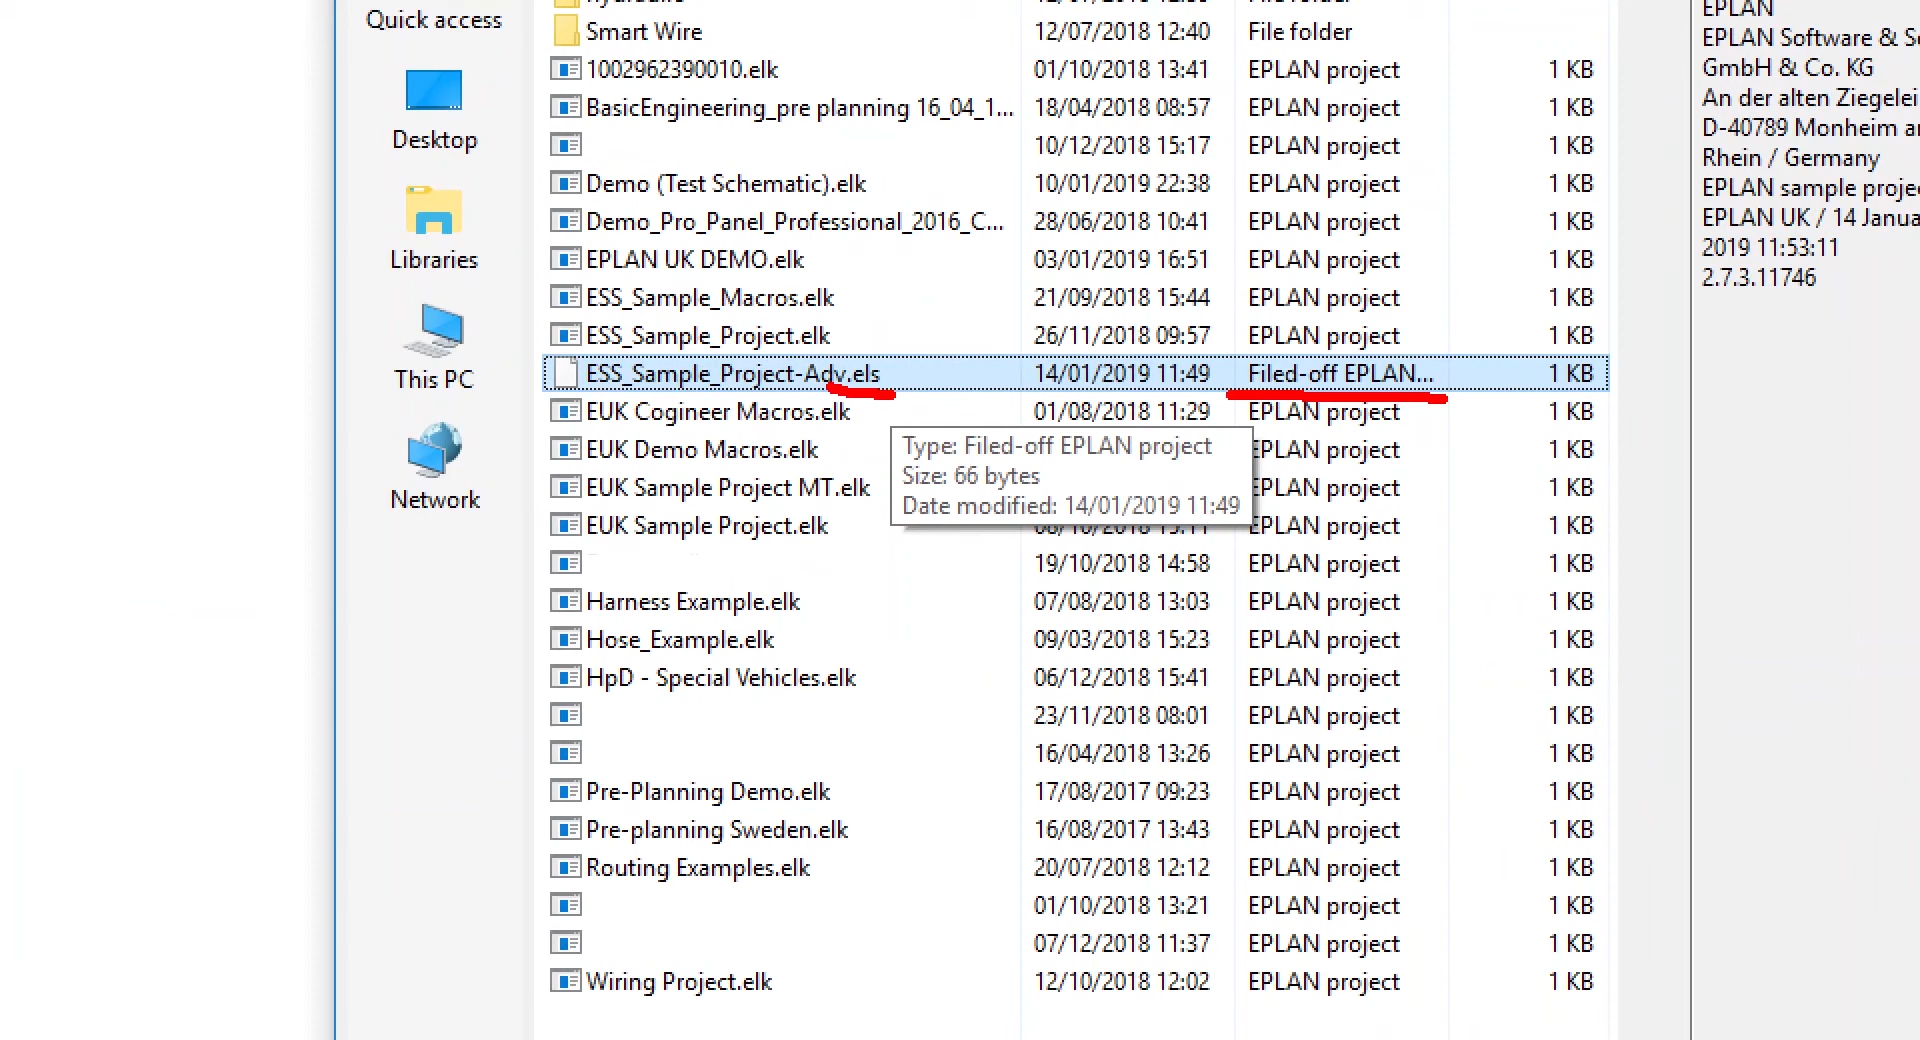 Quick access
Desktop
Libraries
This PC
Network
Smart Wire 12/07/2018 12:40 File folder
1002962390010.elk 01/10/2018 13:41 EPLAN project 1 KB
BasicEngineering_pre planning 16_04_1... 18/04/2018 08:57 EPLAN project 1 KB
10/12/2018 15:17 EPLAN project 1 KB
Demo (Test Schematic).elk 10/01/2019 22:38 EPLAN project 1 KB
Demo_Pro_Panel_Professional_2016_C... 28/06/2018 10:41 EPLAN project 1 KB
EPLAN UK DEMO.elk 03/01/2019 16:51 EPLAN project 1 KB
ESS_Sample_Macros.elk 21/09/2018 15:44 EPLAN project 1 KB
ESS_Sample_Project.elk 26/11/2018 09:57 EPLAN project 1 KB
ESS_Sample_Project-Adv.els 14/01/2019 11:49 Filed-off EPLAN... 1 KB
EUK Cogineer Macros.elk 01/08/2018 11:29 EPLAN project 1 KB
EUK Demo Macros.elk EPLAN project 1 KB
EUK Sample Project MT.elk EPLAN project 1 KB
EUK Sample Project.elk EPLAN project 1 KB
19/10/2018 14:58 EPLAN project 1 KB
Harness Example.elk 07/08/2018 13:03 EPLAN project 1 KB
Hose_Example.elk 09/03/2018 15:23 EPLAN project 1 KB
HpD - Special Vehicles.elk 06/12/2018 15:41 EPLAN project 1 KB
23/11/2018 08:01 EPLAN project 1 KB
16/04/2018 13:26 EPLAN project 1 KB
Pre-Planning Demo.elk 17/08/2017 09:23 EPLAN project 1 KB
Pre-planning Sweden.elk 16/08/2017 13:43 EPLAN project 1 KB
Routing Examples.elk 20/07/2018 12:12 EPLAN project 1 KB
01/10/2018 13:21 EPLAN project 1 KB
07/12/2018 11:37 EPLAN project 1 KB
Wiring Project.elk 12/10/2018 12:02 EPLAN project 1 KB
Type: Filed-off EPLAN project
Size: 66 bytes
Date modified: 14/01/2019 11:49
EPLAN
EPLAN Software & Se
GmbH & Co. KG
An der alten Ziegelei
D-40789 Monheim a
Rhein / Germany
EPLAN sample projec
EPLAN UK / 14 Janua
2019 11:53:11
2.7.3.11746